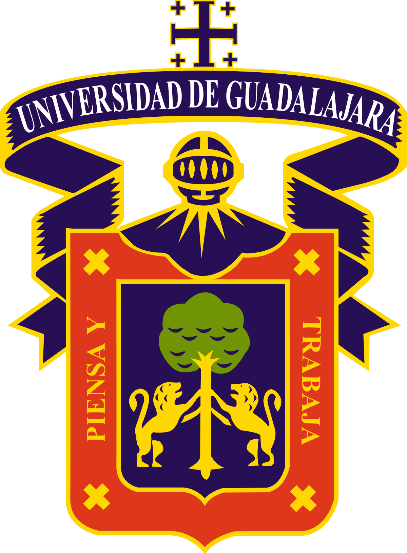 UNIVERSIDAD DE GUADALAJARA
PIENSA Y
TRABAJA